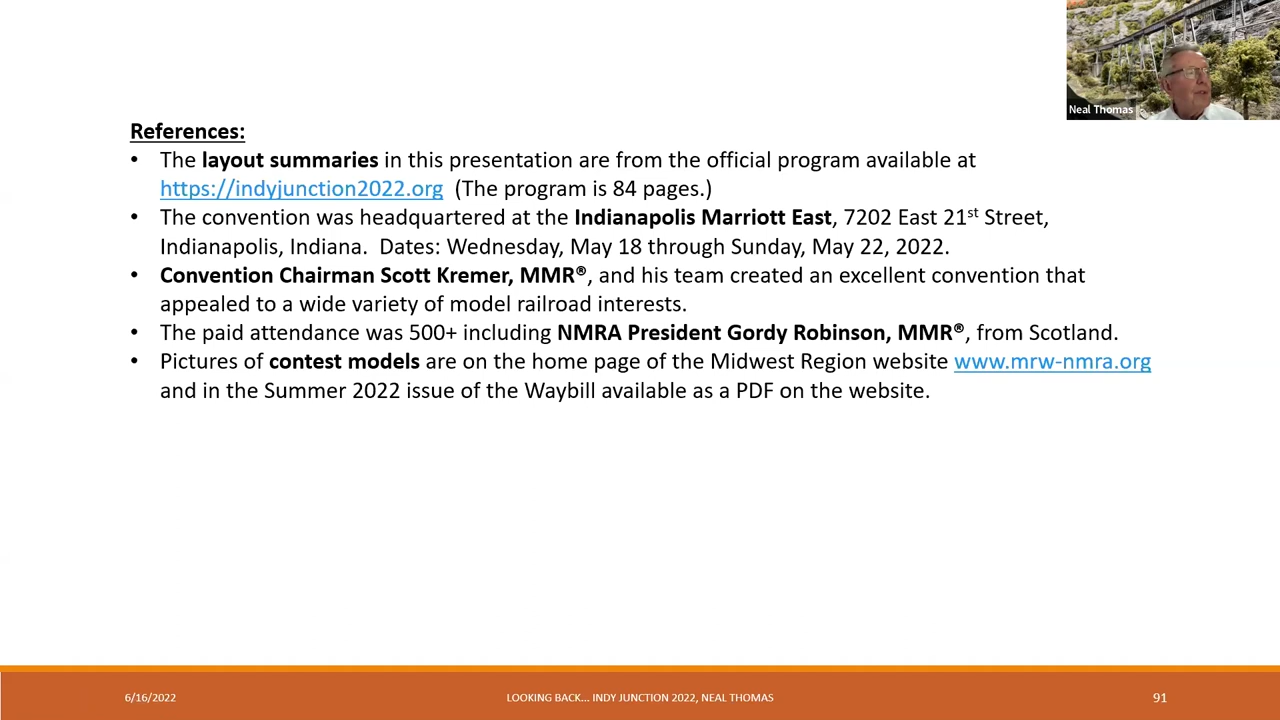 Neal Thomas
References:
• The layout summaries in this presentation are from the official program available at
https://indyjunction2022.org (The program is 84 pages.)
• The convention was headquartered at the Indianapolis Marriott East, 7202 East 21st Street,
Indianapolis, Indiana. Dates: Wednesday, May 18 through Sunday, May 22, 2022.
• Convention Chairman Scott Kremer, MMR®, and his team created an excellent convention that
appealed to a wide variety of model railroad interests.
• The paid attendance was 500+ including NMRA President Gordy Robinson, MMR®, from Scotland.
• Pictures of contest models are on the home page of the Midwest Region website www.mrw-nmra.org
and in the Summer 2022 issue of the Waybill available as a PDF on the website.
6/16/2022
LOOKING BACK... INDY JUNCTION 2022, NEAL THOMAS
91